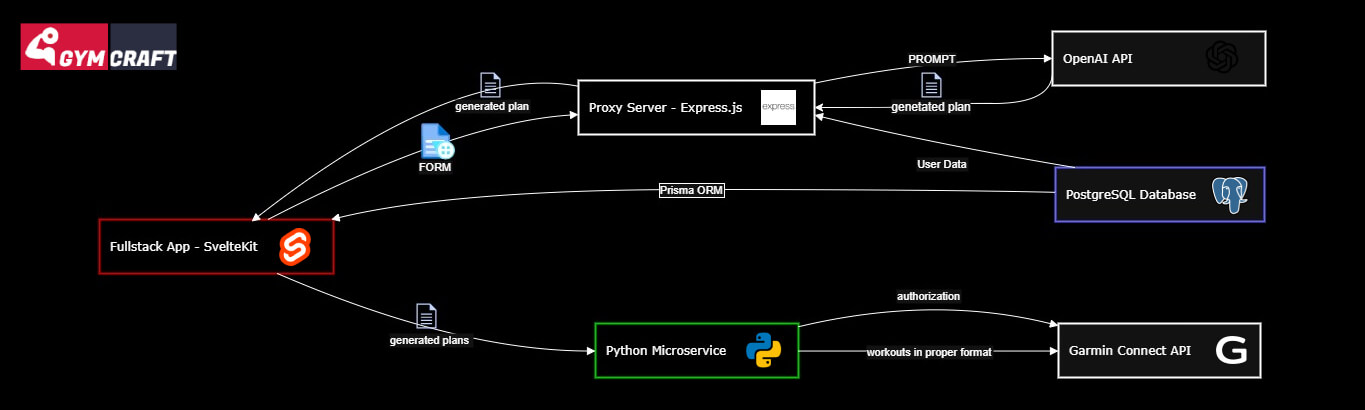 GYM CRAFT
PROMPT
OpenAI API
generated plan
Proxy Server - Express.js
express
genetated plan
FORM
User Data
Prisma ORM
PostgreSQL Database
Fullstack App - SvelteKit
authorization
generated plans
Python Microservice
workouts in proper format
Garmin Connect API
G